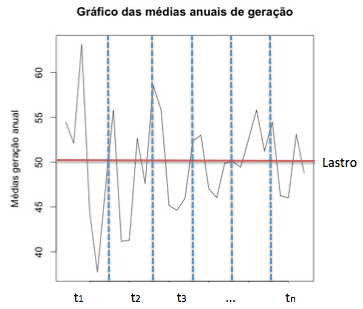 Gráfico das médias anuais de geração
Médias geração anual
60
55
50
45
40
Lastro
t1 t2 t3 ... tn